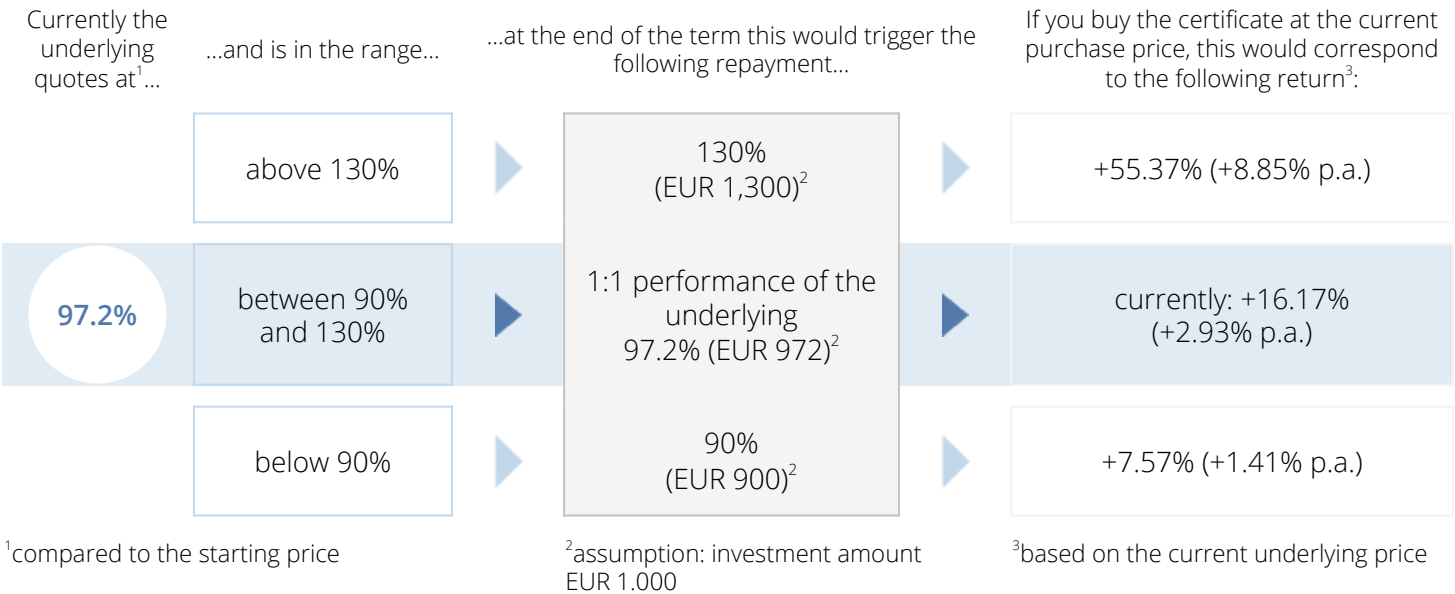 Currently the
underlying
quotes at¹...
...and is in the range...
...at the end of the term this would trigger the
following repayment...
If you buy the certificate at the current
purchase price, this would correspond
to the following return³:
above 130%
130%
(EUR 1,300)²
+55.37% (+8.85% p.a.)
97.2%
between 90%
and 130%
1:1 performance of the
underlying
97.2% (EUR 972)²
currently: +16.17%
(+2.93% p.a.)
below 90%
90%
(EUR 900)²
+7.57% (+1.41% p.a.)
¹compared to the starting price
²assumption: investment amount
EUR 1.000
³based on the current underlying price